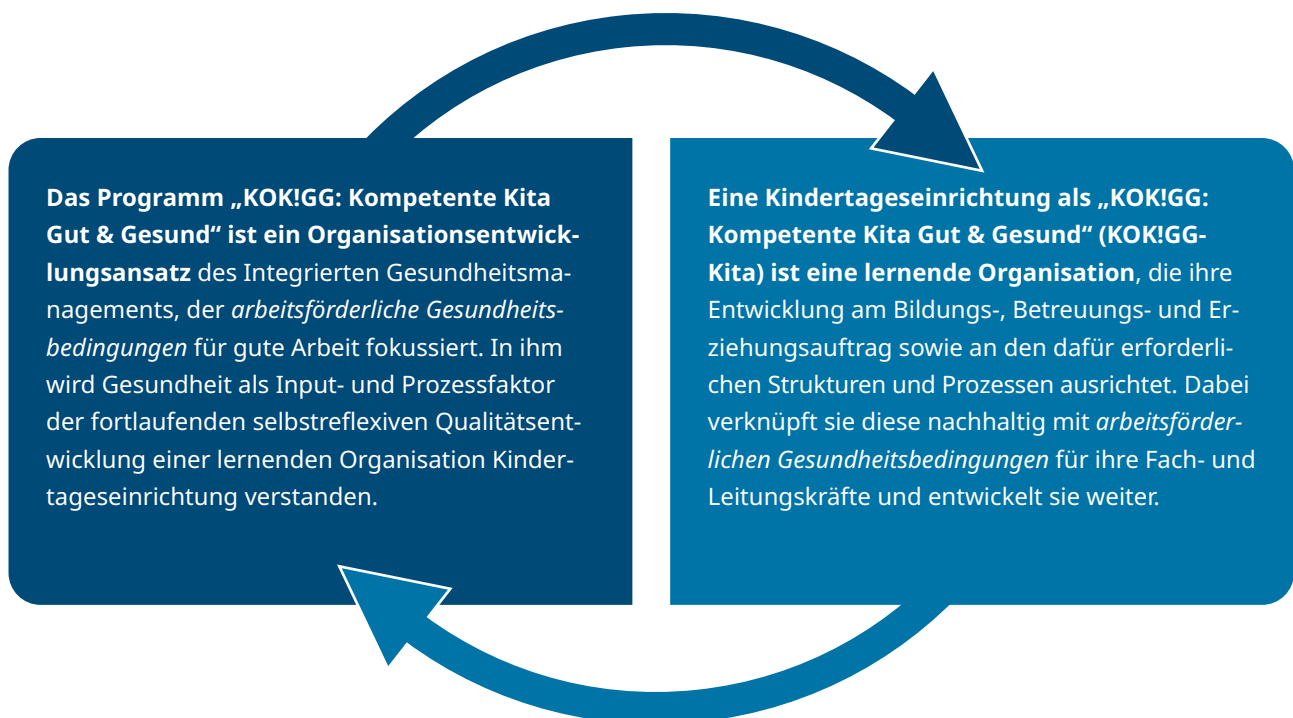 Das Programm „KOK!GG: Kompetente Kita
Gut & Gesund“ ist ein Organisationsentwick-
lungsansatz des Integrierten Gesundheitsma-
nagements, der arbeitsförderliche Gesundheits-
bedingungen für gute Arbeit fokussiert. In ihm
wird Gesundheit als Input- und Prozessfaktor
der fortlaufenden selbstreflexiven Qualitätsent-
wicklung einer lernenden Organisation Kinder-
tageseinrichtung verstanden.
Eine Kindertageseinrichtung als „KOK!GG:
Kompetente Kita Gut & Gesund“ (KOK!GG-
Kita) ist eine lernende Organisation, die ihre
Entwicklung am Bildungs-, Betreuungs- und Er-
ziehungsauftrag sowie an den dafür erforderli-
chen Strukturen und Prozessen ausrichtet. Dabei
verknüpft sie diese nachhaltig mit arbeitsförder-
lichen Gesundheitsbedingungen für ihre Fach- und
Leitungskräfte und entwickelt sie weiter.